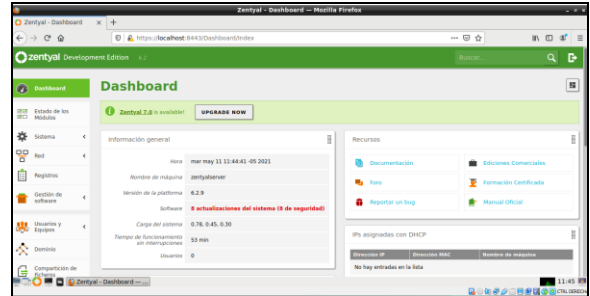 Zentyal - Dashboard — Mozilla Firefox
Zentyal - Dashboard
https://localhost:8443/Dashboard/Index
zentyal Development Edition 6.2
Buscar...
Dashboard
Dashboard
Zentyal 7.0 is available! UPGRADE NOW
Estado de los
Módulos
Sistema
Red
Registros
Gestión de
software
Usuarios y
Equipos
Dominio
Compartición de
Ficheros
Información general
Hora mar may 11 11:44:41 -05 2021
Nombre de máquina zentyalserver
Versión de la plataforma 6.2.9
Software 8 actualizaciones del sistema (8 de seguridad)
Carga del sistema 0.78, 0.45, 0.30
Tiempo de funcionamiento
sin interrupciones 53 min
Usuarios 0
Recursos
Documentación Ediciones Comerciales
Foro Formación Certificada
Reportar un bug Manual Oficial
IPs asignadas con DHCP
Dirección IP Dirección MAC Nombre de máquina
No hay entradas en la lista
Zentyal - Dashboard — ...
11:45
CTRL DERECHO